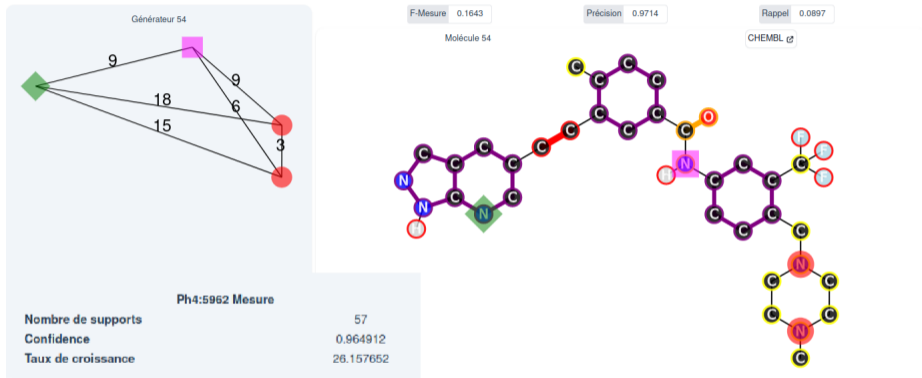 Générateur 54
9
9
18
6
15
3
Ph4:5962 Mesure
Nombre de supports 57
Confidence 0.964912
Taux de croissance 26.157652
F-Mesure 0.1643 Précision 0.9714 Rappel 0.0897
Molécule 54 CHEMBL
C C
C C F
C F
C C C O F
C C C N C C
C C C H C C
N C C C C
N C N C C C
H N
C C
C C
N
C